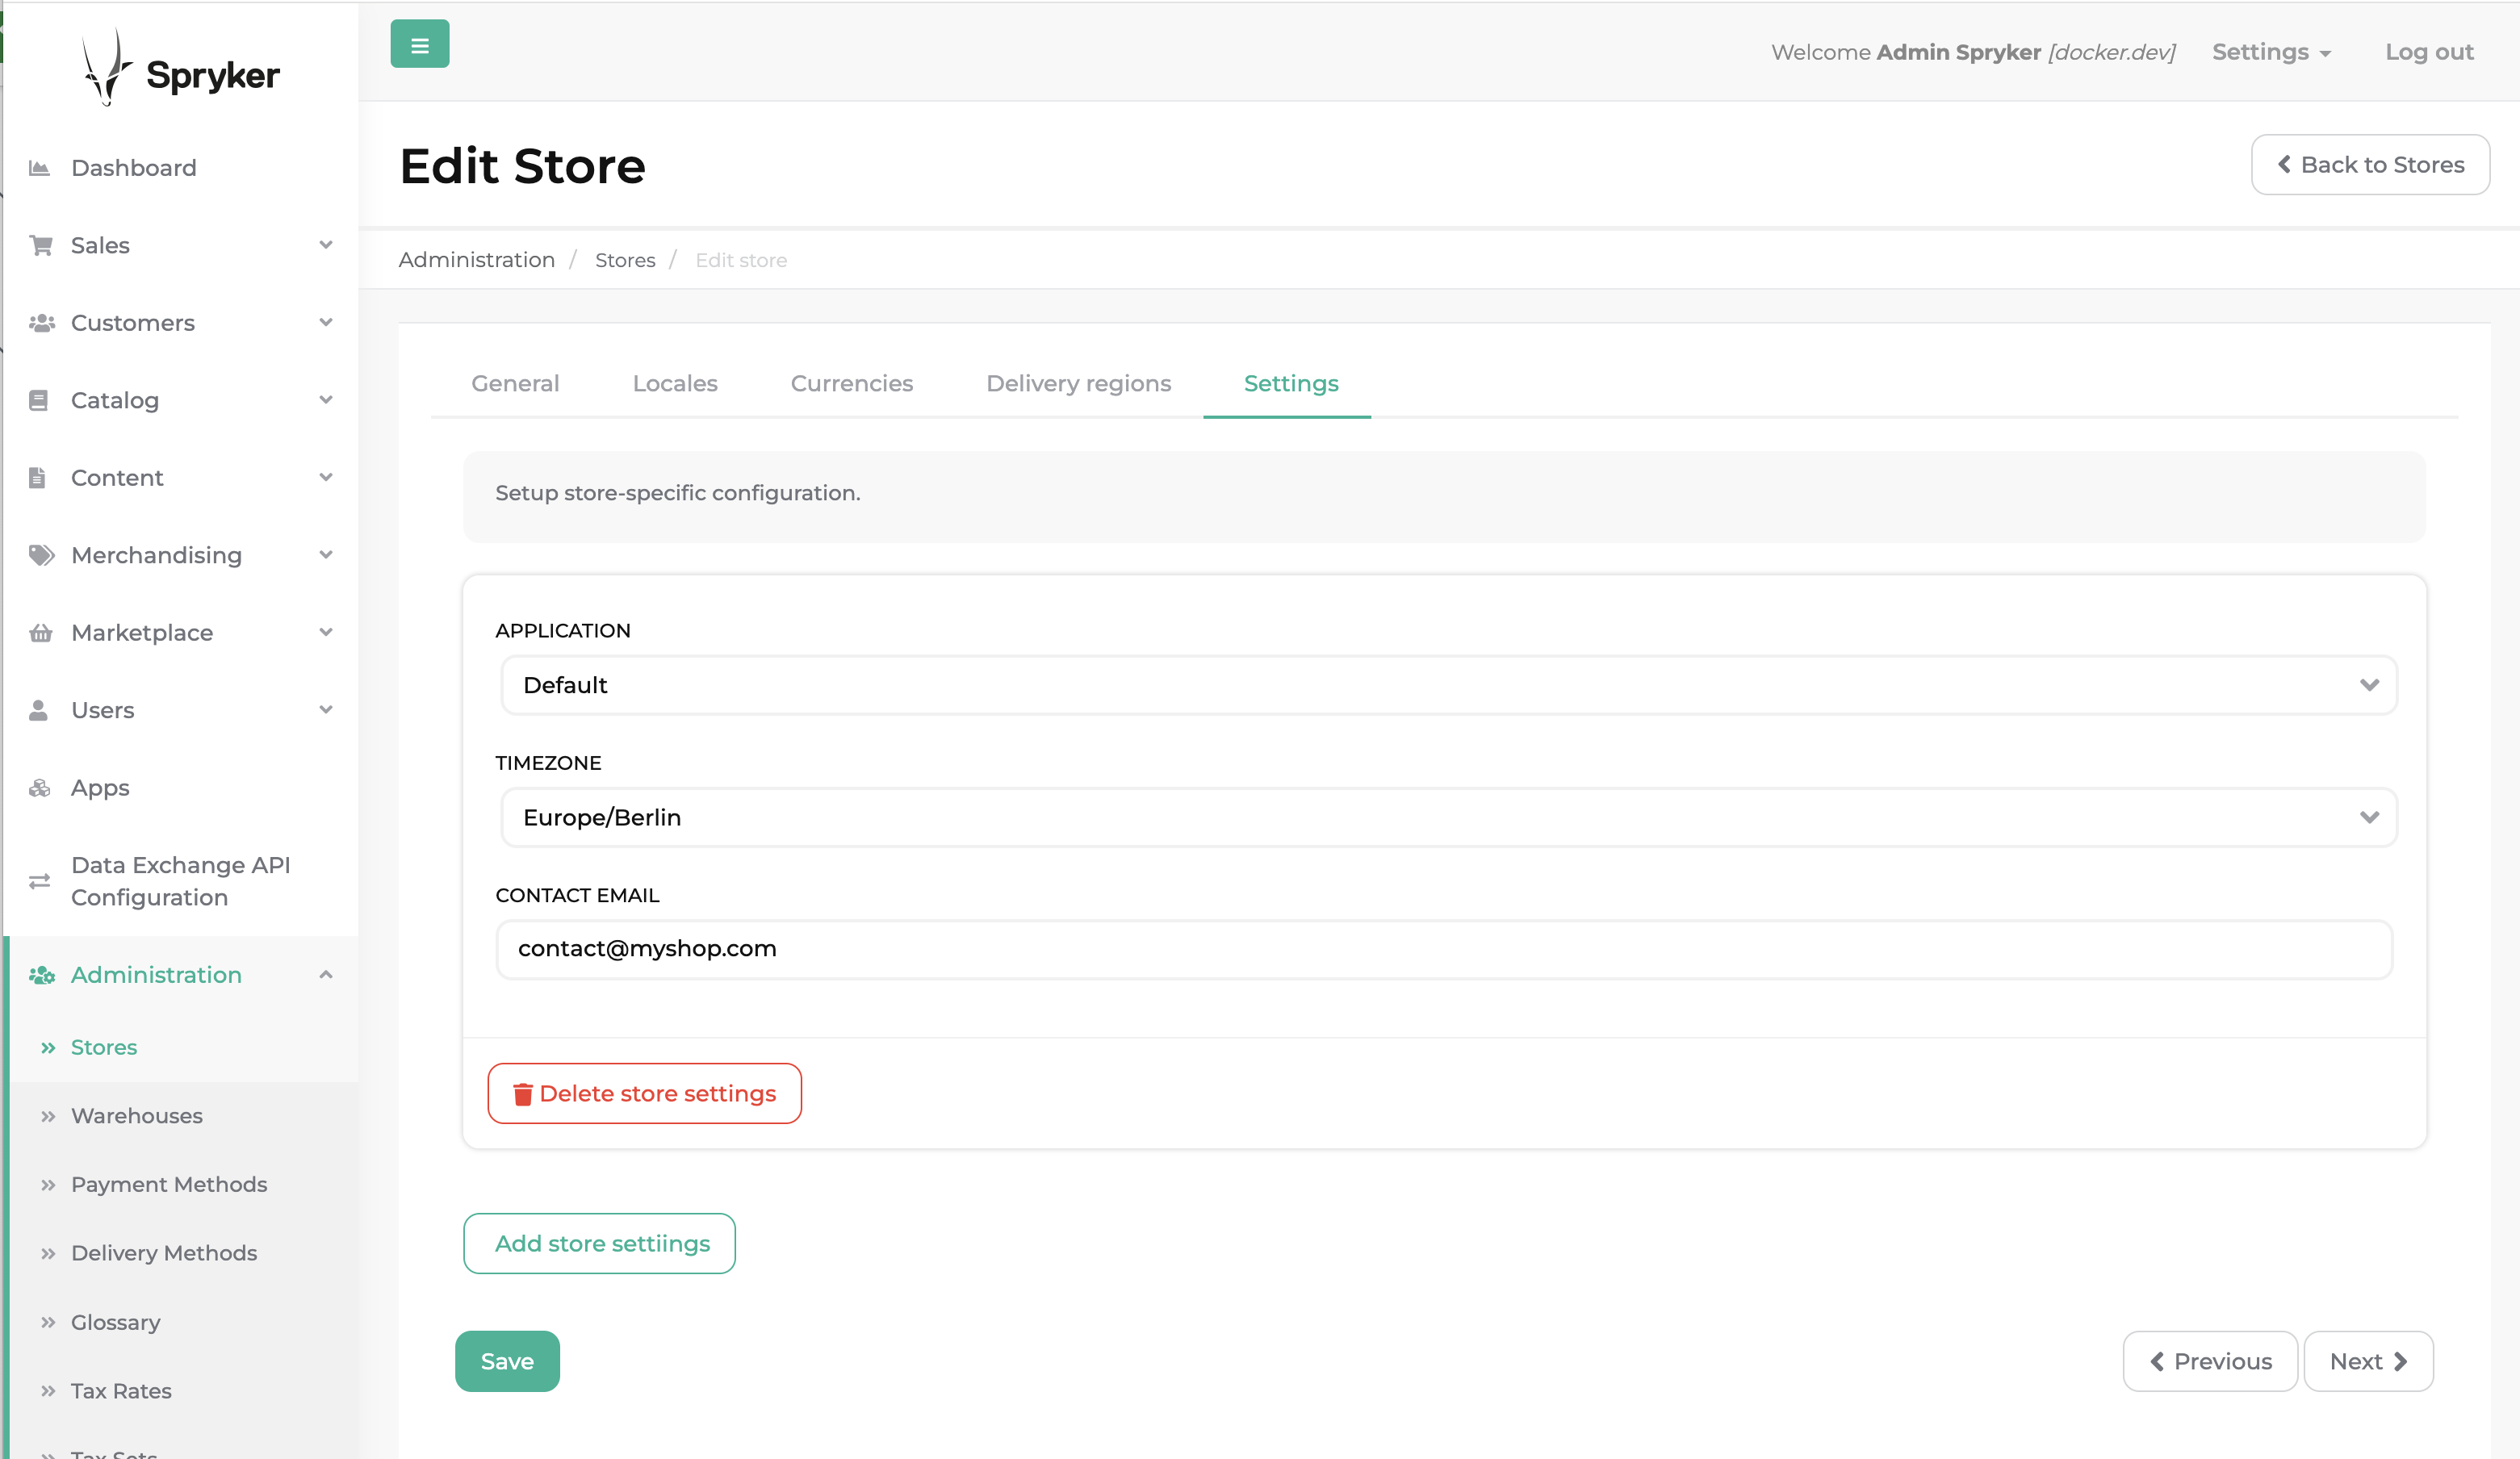 Spryker
Welcome Admin Spryker [docker.dev]
Settings
Log out
Dashboard
Sales
Customers
Catalog
Content
Merchandising
Marketplace
Users
Apps
Data Exchange API
Configuration
Administration
Stores
Warehouses
Payment Methods
Delivery Methods
Glossary
Tax Rates
Tax Sets
Edit Store
Back to Stores
Administration / Stores / Edit store
General
Locales
Currencies
Delivery regions
Settings
Setup store-specific configuration.
APPLICATION
Default
TIMEZONE
Europe/Berlin
CONTACT EMAIL
contact@myshop.com
Delete store settings
Add store settiings
Save
Previous
Next